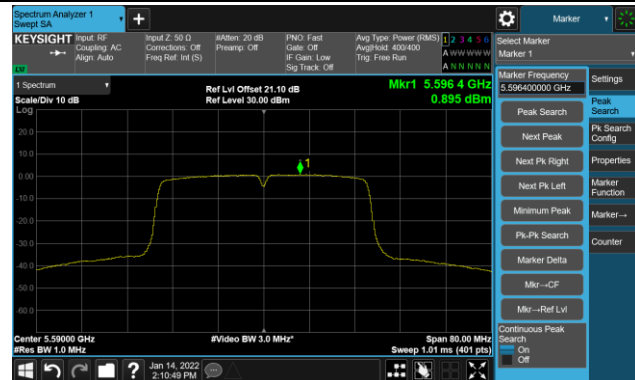 Spectrum Analyzer 1
Swept SA
+
Marker
KEYSIGHT
Input: RF
Coupling: AC
Align: Auto
Input Z: 50 Ω
Corrections: Off
Freq Ref: Int (S)
#Atten: 20 dB
Preamp: Off
PNO: Fast
Gate: Off
IF Gain: Low
Sig Track: Off
Avg Type: Power (RMS)
Avg|Hold: 400/400
Trig: Free Run
1 2 3 4 5 6
A W W W W W
A N N N N N
Select Marker
Marker 1
1 Spectrum
Scale/Div 10 dB
Log
Ref Lvl Offset 21.10 dB
Ref Level 30.00 dBm
Mkr1 5.596 4 GHz
0.895 dBm
20.0
10.0
0.00
-10.0
-20.0
-30.0
-40.0
-50.0
-60.0
1
Center 5.59000 GHz
#Res BW 1.0 MHz
#Video BW 3.0 MHz*
Span 80.00 MHz
Sweep 1.01 ms (401 pts)
Marker Frequency
5.596400000 GHz
Peak Search
Next Peak
Next Pk Right
Next Pk Left
Minimum Peak
Pk-Pk Search
Marker Delta
Mkr→CF
Mkr→Ref Lvl
Continuous Peak
Search
On
Off
Settings
Peak
Search
Pk Search
Config
Properties
Marker
Function
Marker→
Counter
?
Jan 14, 2022
2:10:49 PM